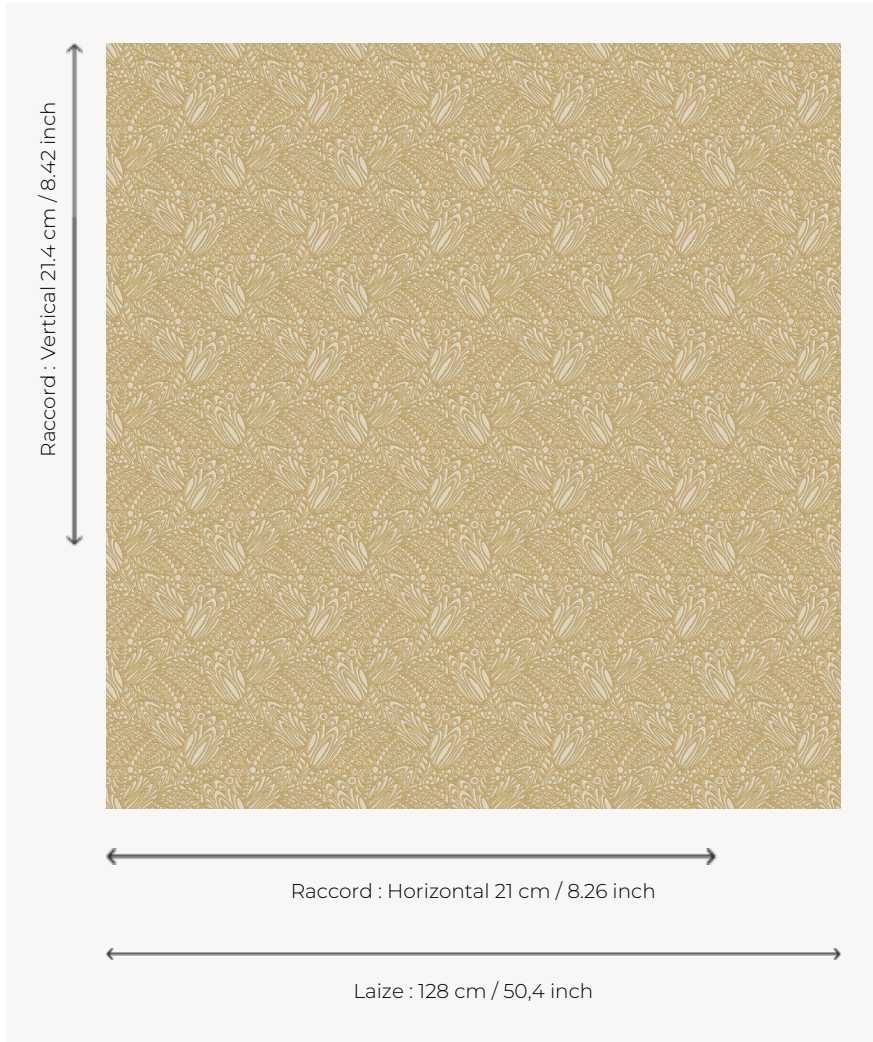 Raccord : Vertical 21.4 cm / 8.42 inch
Raccord : Horizontal 21 cm / 8.26 inch
Laize : 128 cm / 50,4 inch